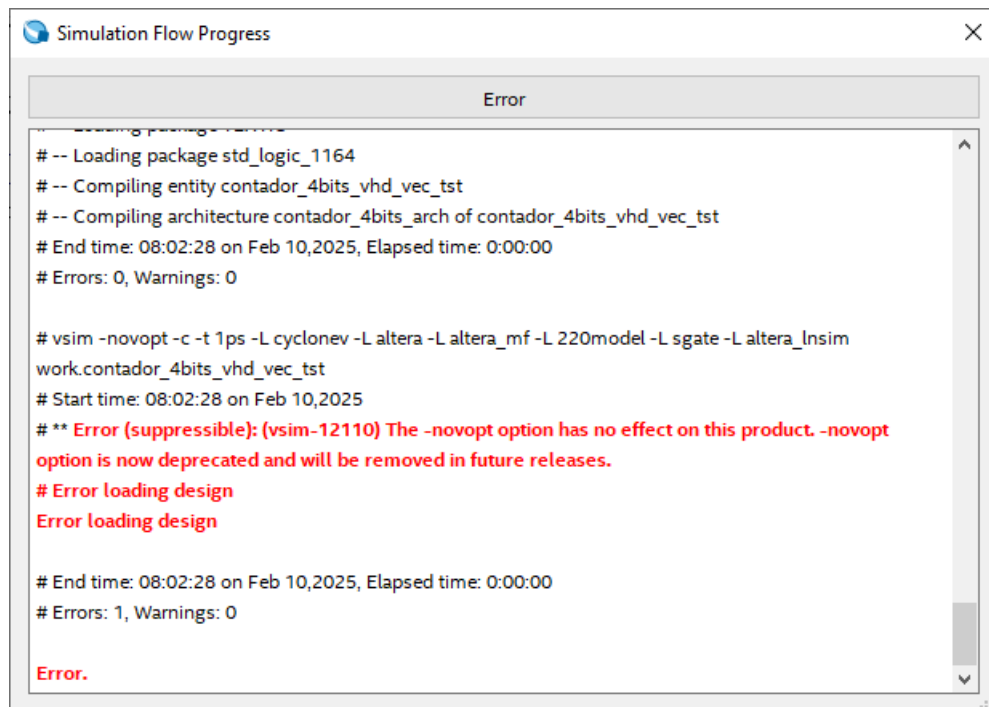 Simulation Flow Progress
Error
# -- Loading package
# -- Loading package std_logic_1164
# -- Compiling entity contador_4bits_vhd_vec_tst
# -- Compiling architecture contador_4bits_arch of contador_4bits_vhd_vec_tst
# End time: 08:02:28 on Feb 10,2025, Elapsed time: 0:00:00
# Errors: 0, Warnings: 0
# vsim -novopt -c -t 1ps -L cyclonev -L altera -L altera_mf -L 220model -L sgate -L altera_lnsim
work.contador_4bits_vhd_vec_tst
# Start time: 08:02:28 on Feb 10,2025
# ** Error (suppressible): (vsim-12110) The -novopt option has no effect on this product. -novopt
option is now deprecated and will be removed in future releases.
# Error loading design
Error loading design
# End time: 08:02:28 on Feb 10,2025, Elapsed time: 0:00:00
# Errors: 1, Warnings: 0
Error.